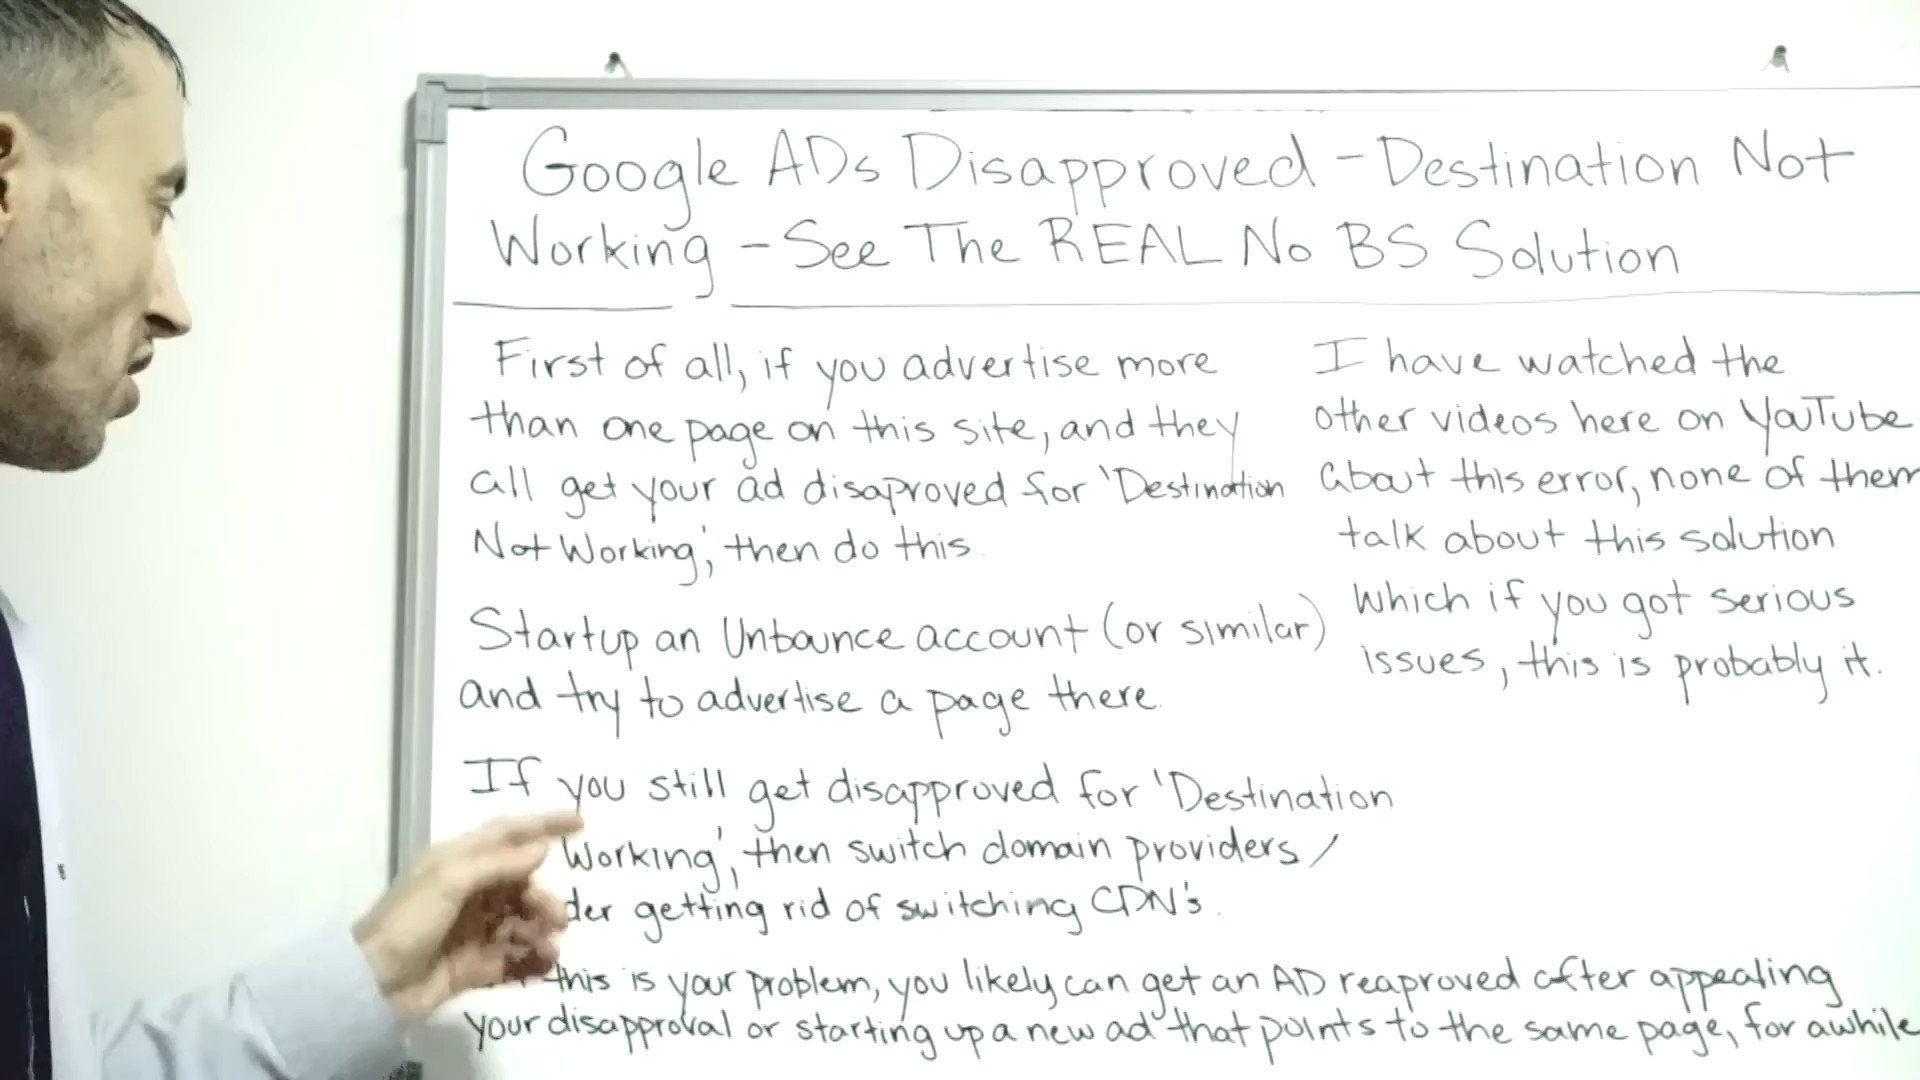 Google ADs Disapproved - Destination Not
Working - See The REAL No BS Solution
First of all, if you advertise more
than one page on this site, and they
all get your ad disaproved for 'Destination
Not Working', then do this
Startup an Unbounce account (or similar)
and try to advertise a page there.
If you still get disapproved for 'Destination
Working', then switch domain providers/
der getting rid of switching CDN's.
this is your problem, you likely can get an AD reaproved after appealing
your disapproval or starting up a new ad that points to the same page, for awhile
I have watched the
other videos here on YouTube
about this error, none of them
talk about this solution
Which if you got serious
issues, this is probably it.